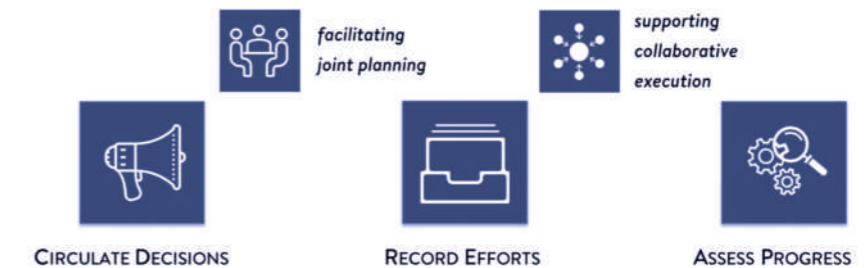 facilitating
joint planning
supporting
collaborative
execution
CIRCULATE DECISIONS
RECORD EFFORTS
ASSESS PROGRESS